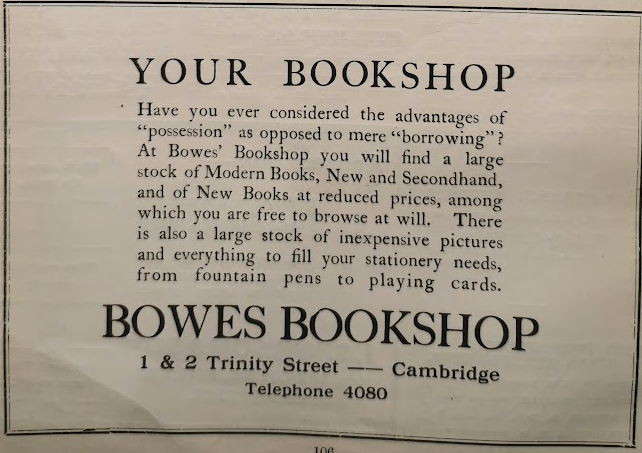 YOUR BOOKSHOP
Have you ever considered the advantages of
“possession” as opposed to mere “borrowing”?
At Bowes’ Bookshop you will find a large
stock of Modern Books, New and Secondhand,
and of New Books at reduced prices, among
which you are free to browse at will. There
is also a large stock of inexpensive pictures
and everything to fill your stationery needs,
from fountain pens to playing cards.
BOWES BOOKSHOP
1 & 2 Trinity Street —— Cambridge
Telephone 4080
106